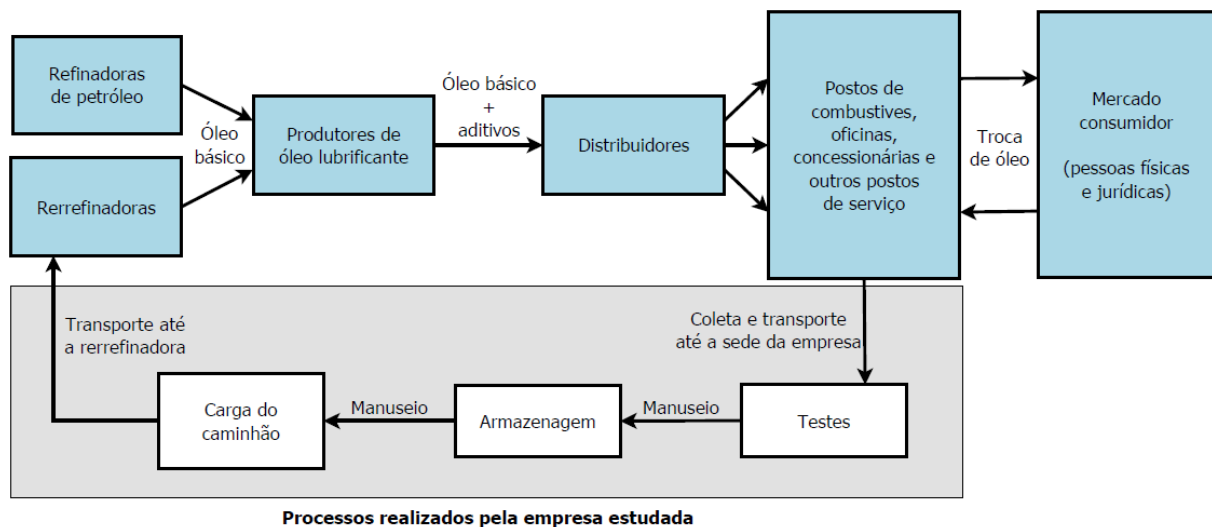 Refinadoras
de petróleo
Óleo
básico
Rerrefinadoras
Produtores de
óleo lubrificante
Óleo básico
+
aditivos
Distribuidores
Postos de
combustives,
oficinas,
concessionárias e
outros postos
de serviço
Troca
de óleo
Mercado
consumidor
(pessoas físicas
e jurídicas)
Coleta e transporte
até a sede da empresa
Testes
Manuseio
Armazenagem
Manuseio
Carga do
caminhão
Transporte até
a rerrefinadora
Processos realizados pela empresa estudada